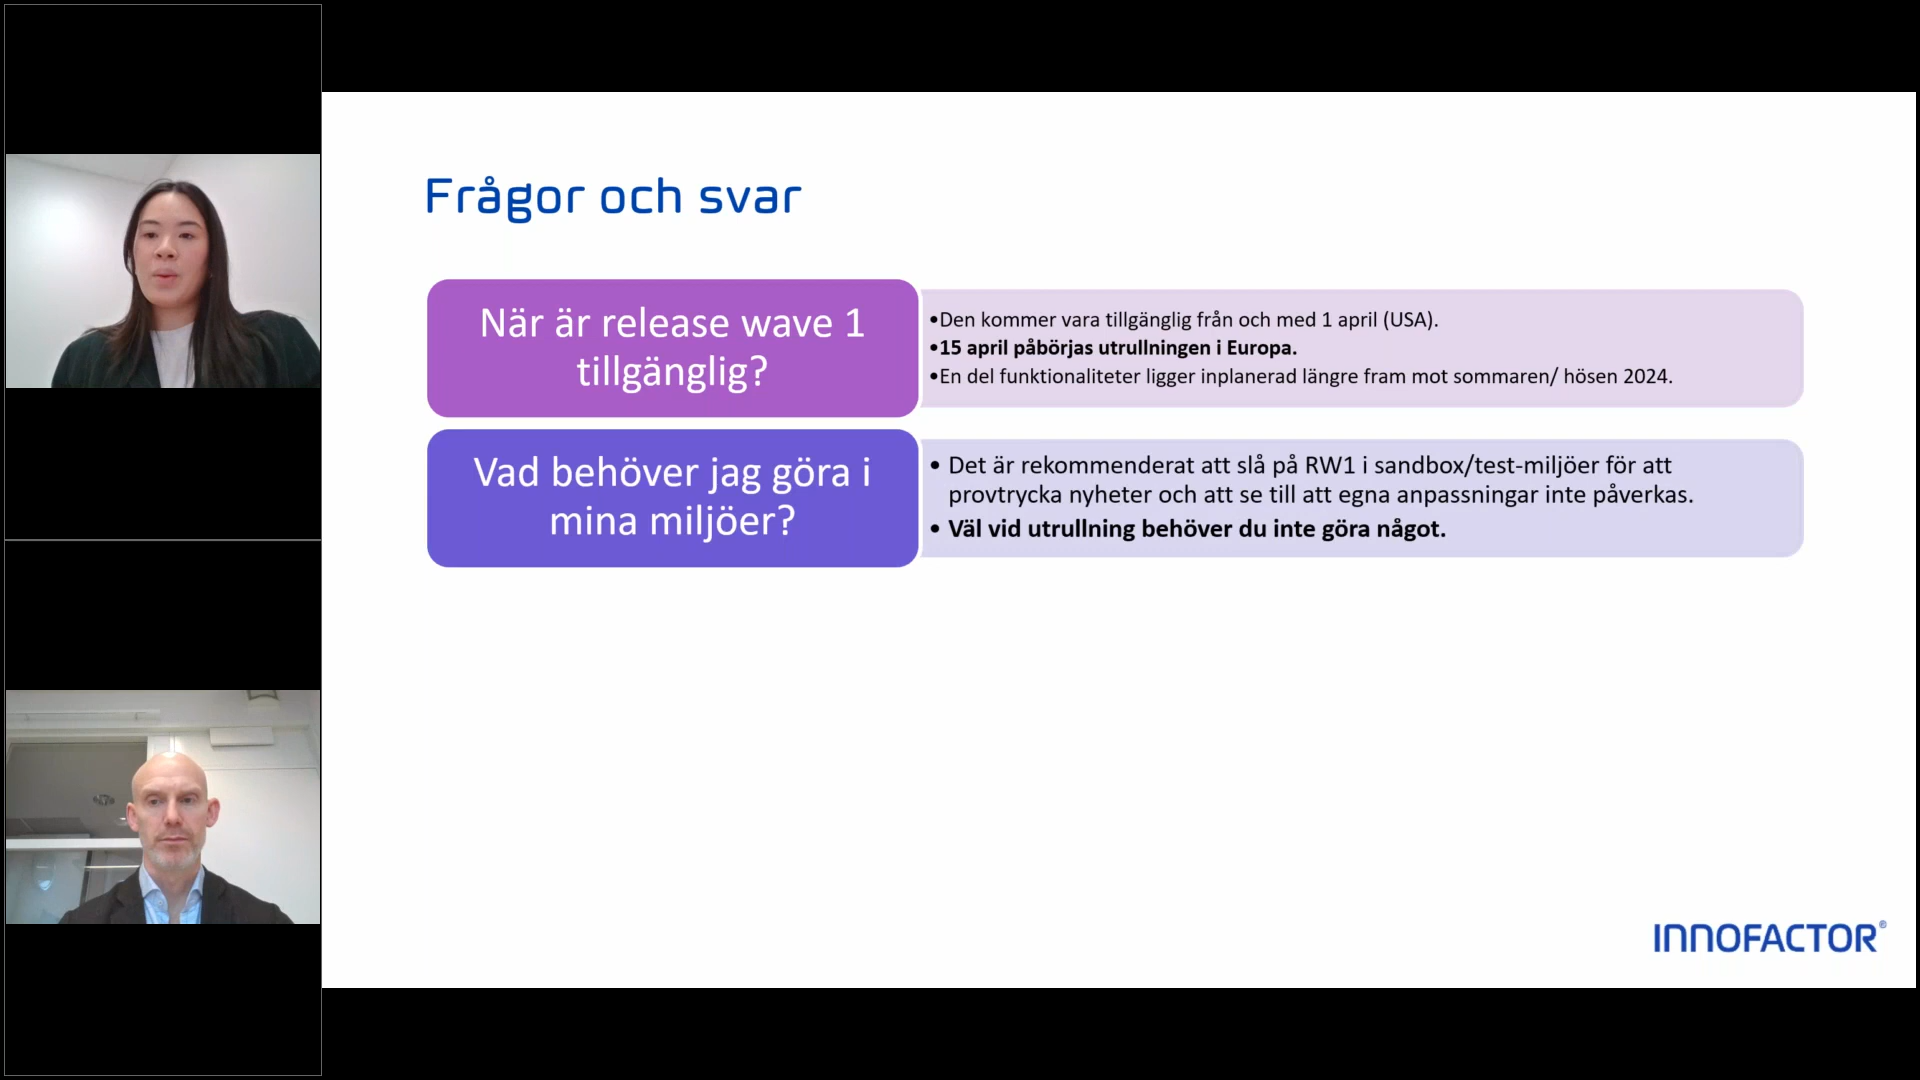 Frågor och svar
När är release wave 1
tillgänglig?
•Den kommer vara tillgänglig från och med 1 april (USA).
•15 april påbörjas utrullningen i Europa.
•En del funktionaliteter ligger inplanerad längre fram mot sommaren/ hösen 2024.
Vad behöver jag göra i
mina miljöer?
• Det är rekommenderat att slå på RW1 i sandbox/test-miljöer för att
provtrycka nyheter och att se till att egna anpassningar inte påverkas.
• Väl vid utrullning behöver du inte göra något.
INNOFACTOR®